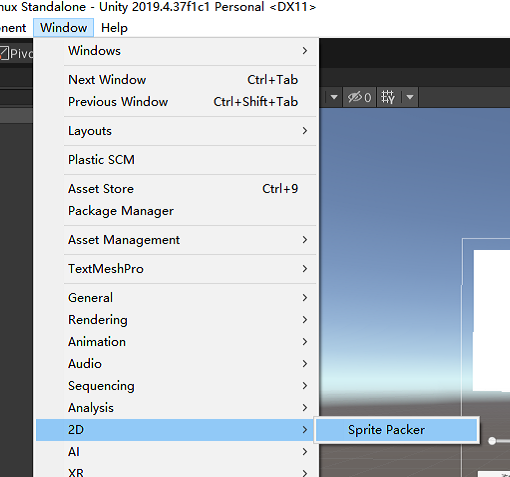 nux Standalone - Unity 2019.4.37f1c1 Personal <DX11>
onent Window Help
Pivo
Windows
Next Window Ctrl+Tab
Previous Window Ctrl+Shift+Tab
0
Layouts
Plastic SCM
Asset Store Ctrl+9
Package Manager
Asset Management
TextMeshPro
General
Rendering
Animation
Audio
Sequencing
Analysis
2D Sprite Packer
AI
XR